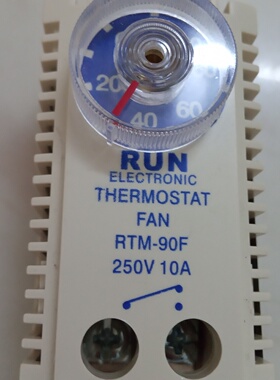 20
40
60
RUN
ELECTRONIC
THERMOSTAT
FAN
RTM-90F
250V 10A